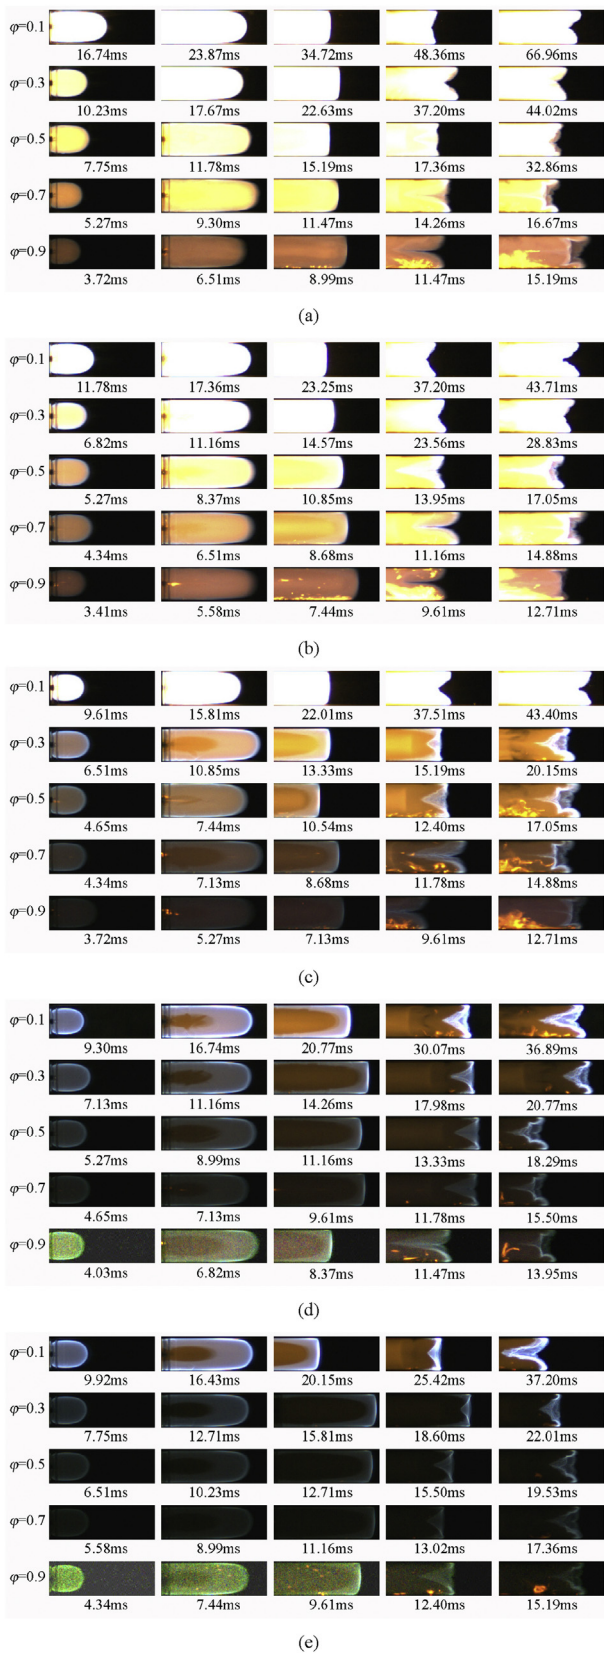 φ=0.1
16.74ms 23.87ms 34.72ms 48.36ms 66.96ms
φ=0.3
10.23ms 17.67ms 22.63ms 37.20ms 44.02ms
φ=0.5
7.75ms 11.78ms 15.19ms 17.36ms 32.86ms
φ=0.7
5.27ms 9.30ms 11.47ms 14.26ms 16.67ms
φ=0.9
3.72ms 6.51ms 8.99ms 11.47ms 15.19ms
(a)
φ=0.1
11.78ms 17.36ms 23.25ms 37.20ms 43.71ms
φ=0.3
6.82ms 11.16ms 14.57ms 23.56ms 28.83ms
φ=0.5
5.27ms 8.37ms 10.85ms 13.95ms 17.05ms
φ=0.7
4.34ms 6.51ms 8.68ms 11.16ms 14.88ms
φ=0.9
3.41ms 5.58ms 7.44ms 9.61ms 12.71ms
(b)
φ=0.1
9.61ms 15.81ms 22.01ms 37.51ms 43.40ms
φ=0.3
6.51ms 10.85ms 13.33ms 15.19ms 20.15ms
φ=0.5
4.65ms 7.44ms 10.54ms 12.40ms 17.05ms
φ=0.7
4.34ms 7.13ms 8.68ms 11.78ms 14.88ms
φ=0.9
3.72ms 5.27ms 7.13ms 9.61ms 12.71ms
(c)
φ=0.1
9.30ms 16.74ms 20.77ms 30.07ms 36.89ms
φ=0.3
7.13ms 11.16ms 14.26ms 17.98ms 20.77ms
φ=0.5
5.27ms 8.99ms 11.16ms 13.33ms 18.29ms
φ=0.7
4.65ms 7.13ms 9.61ms 11.78ms 15.50ms
φ=0.9
4.03ms 6.82ms 8.37ms 11.47ms 13.95ms
(d)
φ=0.1
9.92ms 16.43ms 20.15ms 25.42ms 37.20ms
φ=0.3
7.75ms 12.71ms 15.81ms 18.60ms 22.01ms
φ=0.5
6.51ms 10.23ms 12.71ms 15.50ms 19.53ms
φ=0.7
5.58ms 8.99ms 11.16ms 13.02ms 17.36ms
φ=0.9
4.34ms 7.44ms 9.61ms 12.40ms 15.19ms
(e)